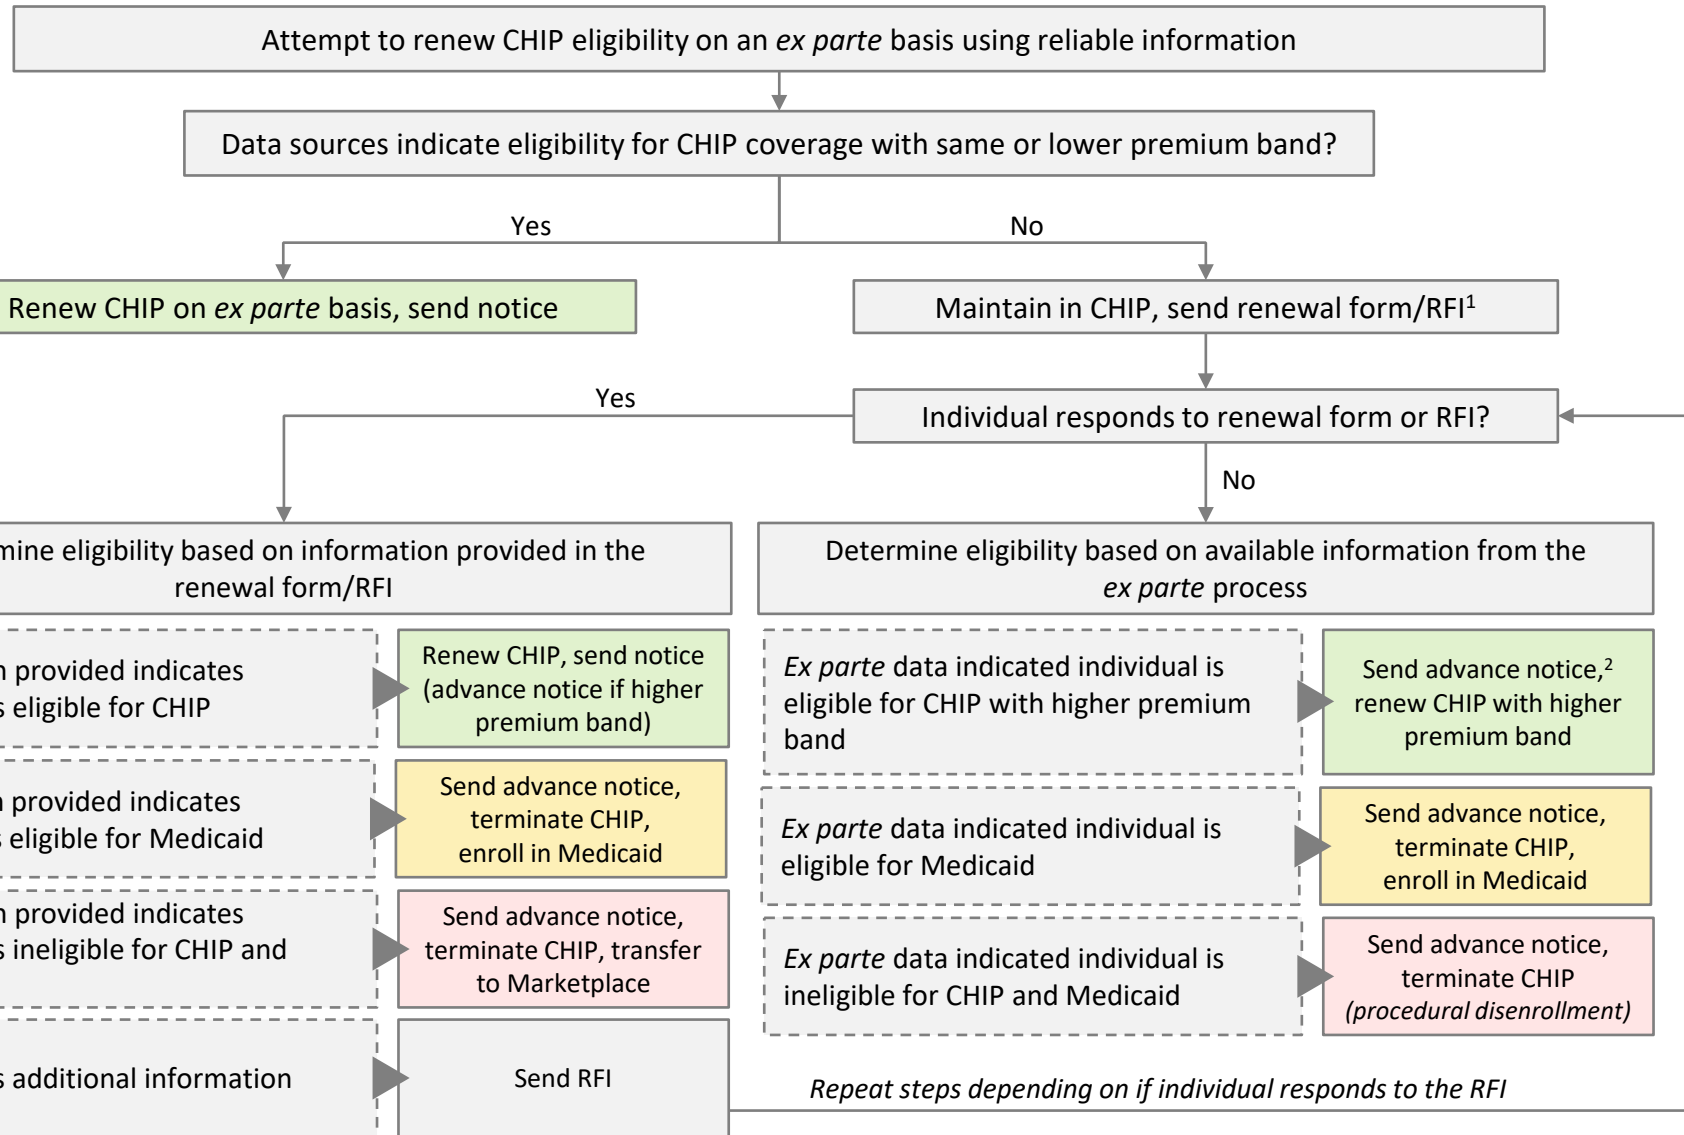 Attempt to renew CHIP eligibility on an ex parte basis using reliable information
Data sources indicate eligibility for CHIP coverage with same or lower premium band?
Yes
No
Renew CHIP on ex parte basis, send notice
Maintain in CHIP, send renewal form/RFI¹
Yes
Individual responds to renewal form or RFI?
No
mine eligibility based on information provided in the
renewal form/RFI
Determine eligibility based on available information from the
ex parte process
n provided indicates
s eligible for CHIP
Renew CHIP, send notice
(advance notice if higher
premium band)
Ex parte data indicated individual is
eligible for CHIP with higher premium
band
Send advance notice,²
renew CHIP with higher
premium band
n provided indicates
s eligible for Medicaid
Send advance notice,
terminate CHIP,
enroll in Medicaid
Ex parte data indicated individual is
eligible for Medicaid
Send advance notice,
terminate CHIP,
enroll in Medicaid
n provided indicates
s ineligible for CHIP and
Send advance notice,
terminate CHIP, transfer
to Marketplace
Ex parte data indicated individual is
ineligible for CHIP and Medicaid
Send advance notice,
terminate CHIP
(procedural disenrollment)
s additional information
Send RFI
Repeat steps depending on if individual responds to the RFI